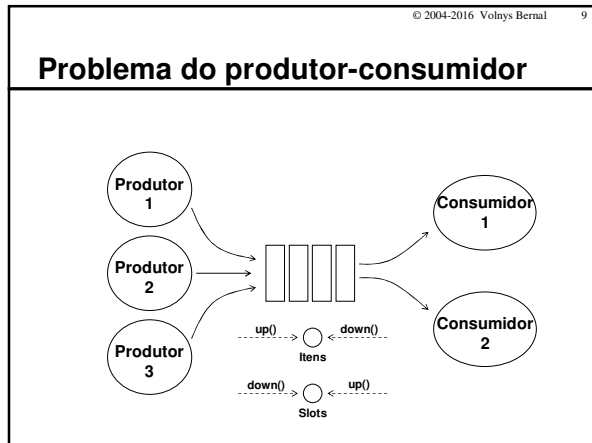 © 2004-2016 Volnys Bernal 9
Problema do produtor-consumidor
Produtor
1
Produtor
2
Produtor
3
Consumidor
1
Consumidor
2
up() down()
Itens
down() up()
Slots